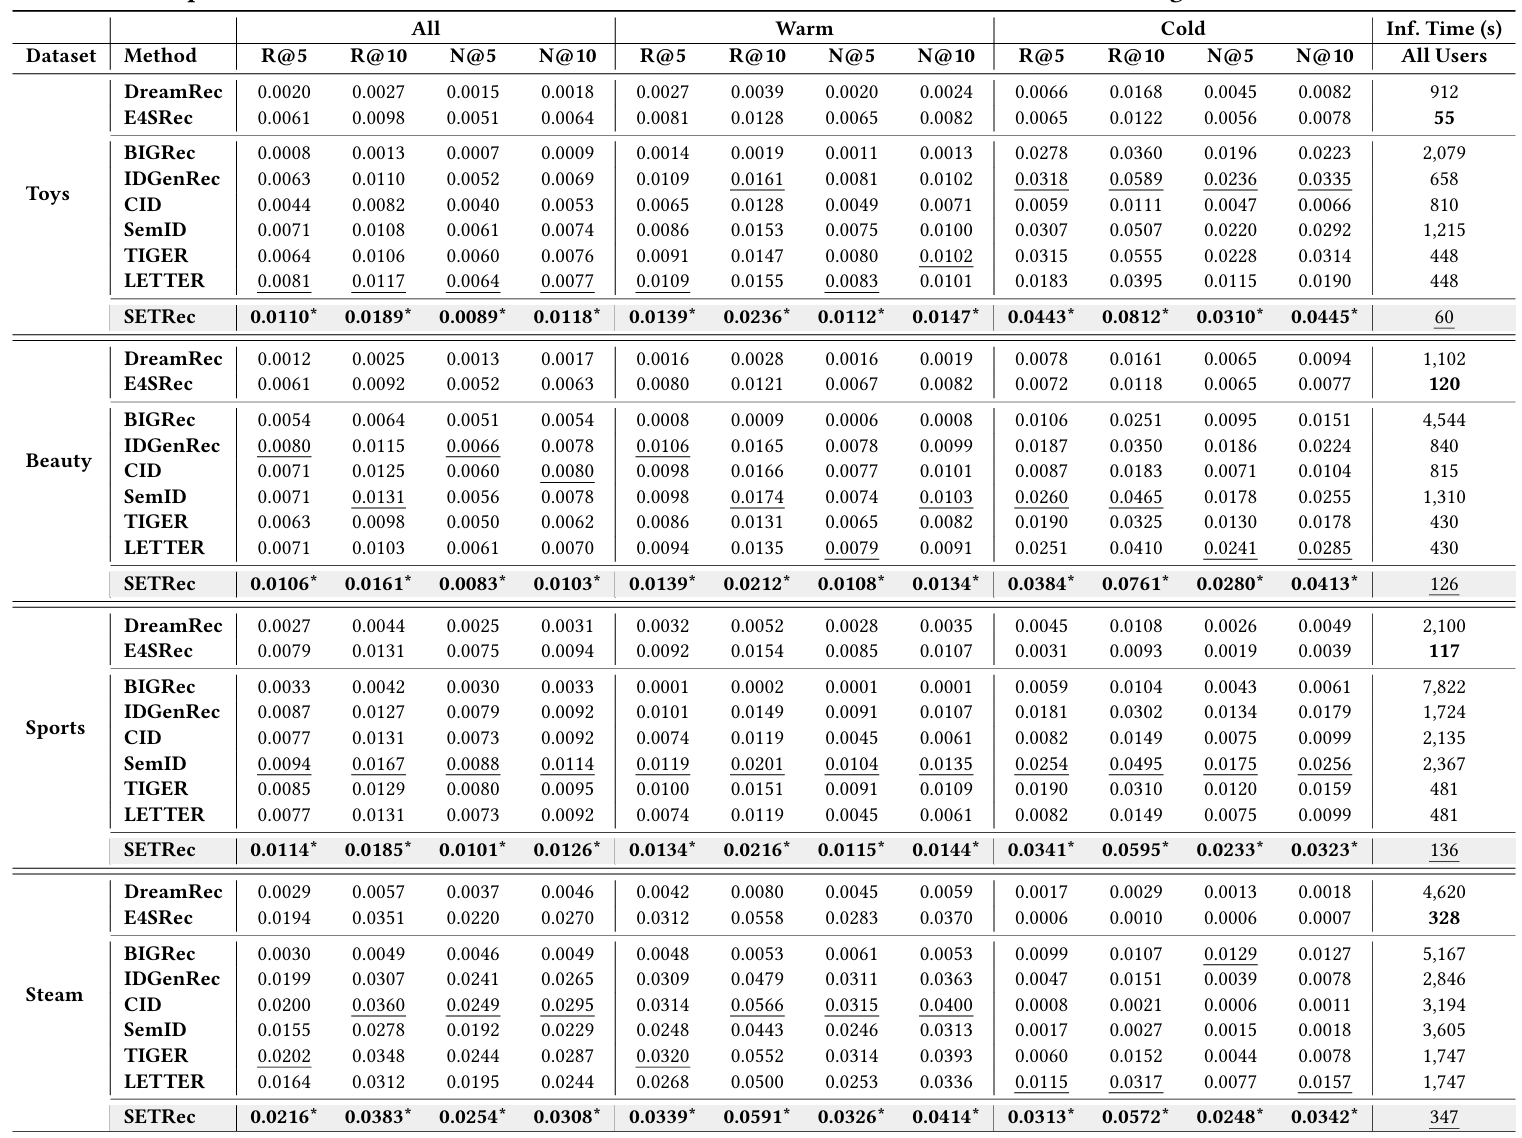 All Warm Cold Inf. Time (s)
Dataset Method R@5 R@10 N@5 N@10 R@5 R@10 N@5 N@10 R@5 R@10 N@5 N@10 All Users
DreamRec 0.0020 0.0027 0.0015 0.0018 0.0027 0.0039 0.0020 0.0024 0.0066 0.0168 0.0045 0.0082 912
E4SRec 0.0061 0.0098 0.0051 0.0064 0.0081 0.0128 0.0065 0.0082 0.0065 0.0122 0.0056 0.0078 55
BIGRec 0.0008 0.0013 0.0007 0.0009 0.0014 0.0019 0.0011 0.0013 0.0278 0.0360 0.0196 0.0223 2,079
IDGenRec 0.0063 0.0110 0.0052 0.0069 0.0109 0.0161 0.0081 0.0102 0.0318 0.0589 0.0236 0.0335 658
Toys
CID 0.0044 0.0082 0.0040 0.0053 0.0065 0.0128 0.0049 0.0071 0.0059 0.0111 0.0047 0.0066 810
SemID 0.0071 0.0108 0.0061 0.0074 0.0086 0.0153 0.0075 0.0100 0.0307 0.0507 0.0220 0.0292 1,215
TIGER 0.0064 0.0106 0.0060 0.0076 0.0091 0.0147 0.0080 0.0102 0.0315 0.0555 0.0228 0.0314 448
LETTER 0.0081 0.0117 0.0064 0.0077 0.0109 0.0155 0.0083 0.0101 0.0183 0.0395 0.0115 0.0190 448
SETRec 0.0110* 0.0189* 0.0089* 0.0118* 0.0139* 0.0236* 0.0112* 0.0147* 0.0443* 0.0812* 0.0310* 0.0445* 60
DreamRec 0.0012 0.0025 0.0013 0.0017 0.0016 0.0028 0.0016 0.0019 0.0078 0.0161 0.0065 0.0094 1,102
E4SRec 0.0061 0.0092 0.0052 0.0063 0.0080 0.0121 0.0067 0.0082 0.0072 0.0118 0.0065 0.0077 120
BIGRec 0.0054 0.0064 0.0051 0.0054 0.0008 0.0009 0.0006 0.0008 0.0106 0.0251 0.0095 0.0151 4,544
IDGenRec 0.0080 0.0115 0.0066 0.0078 0.0106 0.0165 0.0078 0.0099 0.0187 0.0350 0.0186 0.0224 840
Beauty
CID 0.0071 0.0125 0.0060 0.0080 0.0098 0.0166 0.0077 0.0101 0.0087 0.0183 0.0071 0.0104 815
SemID 0.0071 0.0131 0.0056 0.0078 0.0098 0.0174 0.0074 0.0103 0.0260 0.0465 0.0178 0.0255 1,310
TIGER 0.0063 0.0098 0.0050 0.0062 0.0086 0.0131 0.0065 0.0082 0.0190 0.0325 0.0130 0.0178 430
LETTER 0.0071 0.0103 0.0061 0.0070 0.0094 0.0135 0.0079 0.0091 0.0251 0.0410 0.0241 0.0285 430
SETRec 0.0106* 0.0161* 0.0083* 0.0103* 0.0139* 0.0212* 0.0108* 0.0134* 0.0384* 0.0761* 0.0280* 0.0413* 126
DreamRec 0.0027 0.0044 0.0025 0.0031 0.0032 0.0052 0.0028 0.0035 0.0045 0.0108 0.0026 0.0049 2,100
E4SRec 0.0079 0.0131 0.0075 0.0094 0.0092 0.0154 0.0085 0.0107 0.0031 0.0093 0.0019 0.0039 117
BIGRec 0.0033 0.0042 0.0030 0.0033 0.0001 0.0002 0.0001 0.0001 0.0059 0.0104 0.0043 0.0061 7,822
IDGenRec 0.0087 0.0127 0.0079 0.0092 0.0101 0.0149 0.0091 0.0107 0.0181 0.0302 0.0134 0.0179 1,724
Sports
CID 0.0077 0.0131 0.0073 0.0092 0.0074 0.0119 0.0045 0.0061 0.0082 0.0149 0.0075 0.0099 2,135
SemID 0.0094 0.0167 0.0088 0.0114 0.0119 0.0201 0.0104 0.0135 0.0254 0.0495 0.0175 0.0256 2,367
TIGER 0.0085 0.0129 0.0080 0.0095 0.0100 0.0151 0.0091 0.0109 0.0190 0.0310 0.0120 0.0159 481
LETTER 0.0077 0.0131 0.0073 0.0092 0.0074 0.0119 0.0045 0.0061 0.0082 0.0149 0.0075 0.0099 481
SETRec 0.0114* 0.0185* 0.0101* 0.0126* 0.0134* 0.0216* 0.0115* 0.0144* 0.0341* 0.0595* 0.0233* 0.0323* 136
DreamRec 0.0029 0.0057 0.0037 0.0046 0.0042 0.0080 0.0045 0.0059 0.0017 0.0029 0.0013 0.0018 4,620
E4SRec 0.0194 0.0351 0.0220 0.0270 0.0312 0.0558 0.0283 0.0370 0.0006 0.0010 0.0006 0.0007 328
BIGRec 0.0030 0.0049 0.0046 0.0049 0.0048 0.0053 0.0061 0.0053 0.0099 0.0107 0.0129 0.0127 5,167
IDGenRec 0.0199 0.0307 0.0241 0.0265 0.0309 0.0479 0.0311 0.0363 0.0047 0.0151 0.0039 0.0078 2,846
Steam
CID 0.0200 0.0360 0.0249 0.0295 0.0314 0.0566 0.0315 0.0400 0.0008 0.0021 0.0006 0.0011 3,194
SemID 0.0155 0.0278 0.0192 0.0229 0.0248 0.0443 0.0246 0.0313 0.0017 0.0027 0.0015 0.0018 3,605
TIGER 0.0202 0.0348 0.0244 0.0287 0.0320 0.0552 0.0314 0.0393 0.0060 0.0152 0.0044 0.0078 1,747
LETTER 0.0164 0.0312 0.0195 0.0244 0.0268 0.0500 0.0253 0.0336 0.0115 0.0317 0.0077 0.0157 1,747
SETRec 0.0216* 0.0383* 0.0254* 0.0308* 0.0339* 0.0591* 0.0326* 0.0414* 0.0313* 0.0572* 0.0248* 0.0342* 347